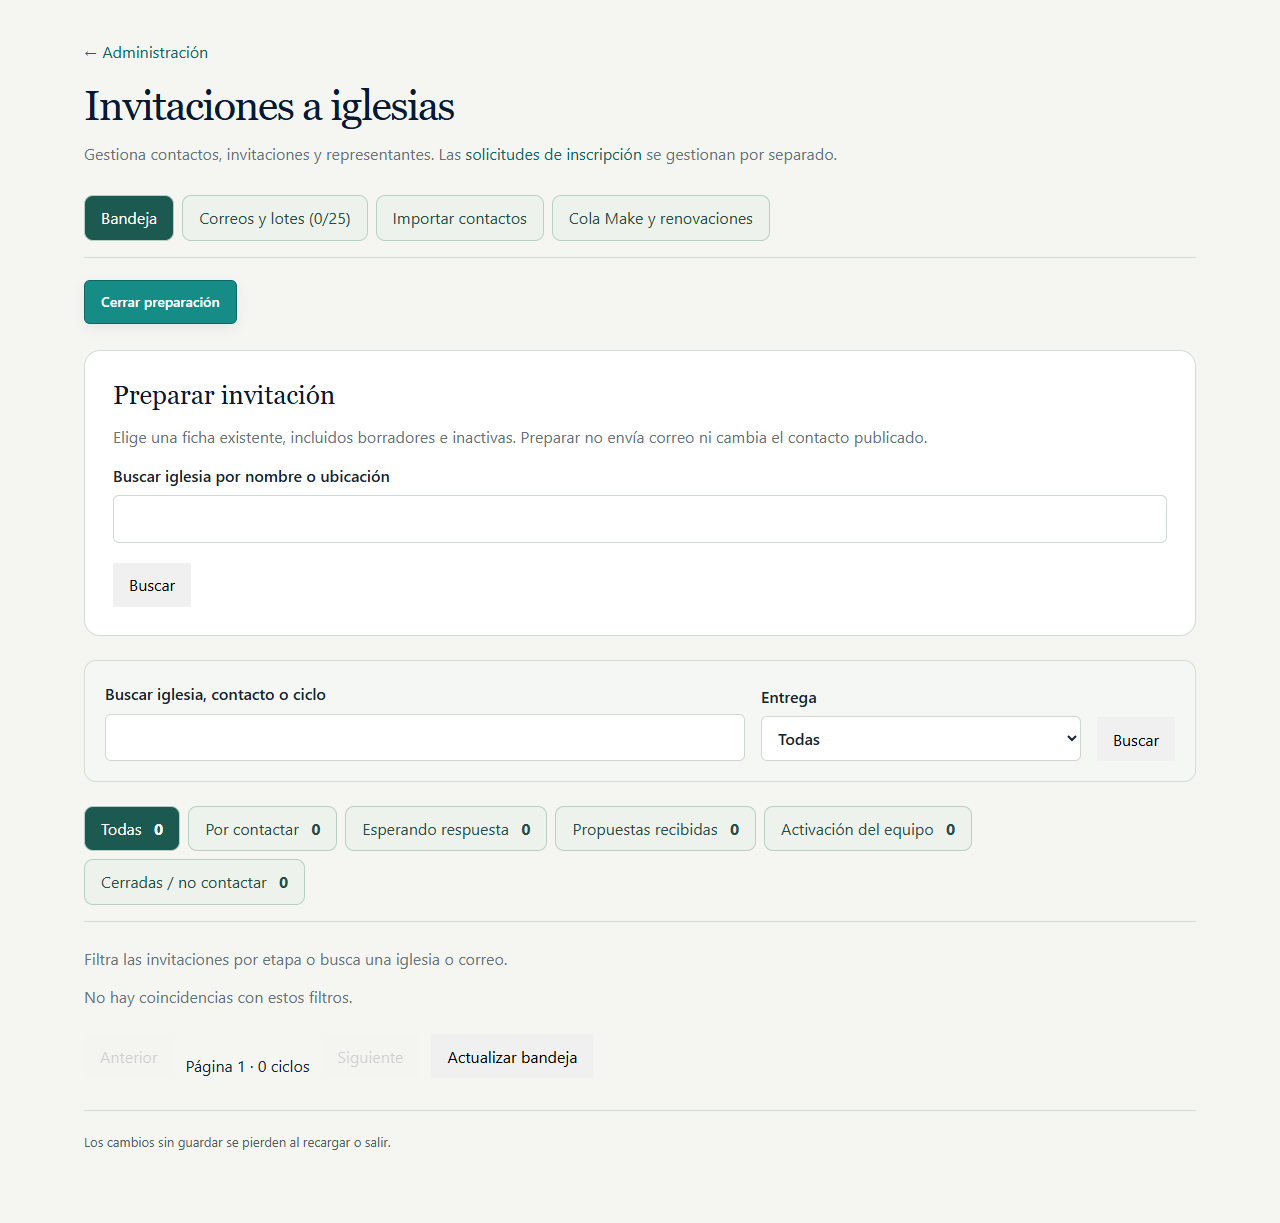 ← Administración
Invitaciones a iglesias
Gestiona contactos, invitaciones y representantes. Las solicitudes de inscripción se gestionan por separado.
Bandeja
Correos y lotes (0/25)
Importar contactos
Cola Make y renovaciones
Cerrar preparación
Preparar invitación
Elige una ficha existente, incluidos borradores e inactivas. Preparar no envía correo ni cambia el contacto publicado.
Buscar iglesia por nombre o ubicación
Buscar
Buscar iglesia, contacto o ciclo
Entrega
Todas
Buscar
Todas 0
Por contactar 0
Esperando respuesta 0
Propuestas recibidas 0
Activación del equipo 0
Cerradas / no contactar 0
Filtra las invitaciones por etapa o busca una iglesia o correo.
No hay coincidencias con estos filtros.
Anterior
Página 1 · 0 ciclos
Siguiente
Actualizar bandeja
Los cambios sin guardar se pierden al recargar o salir.